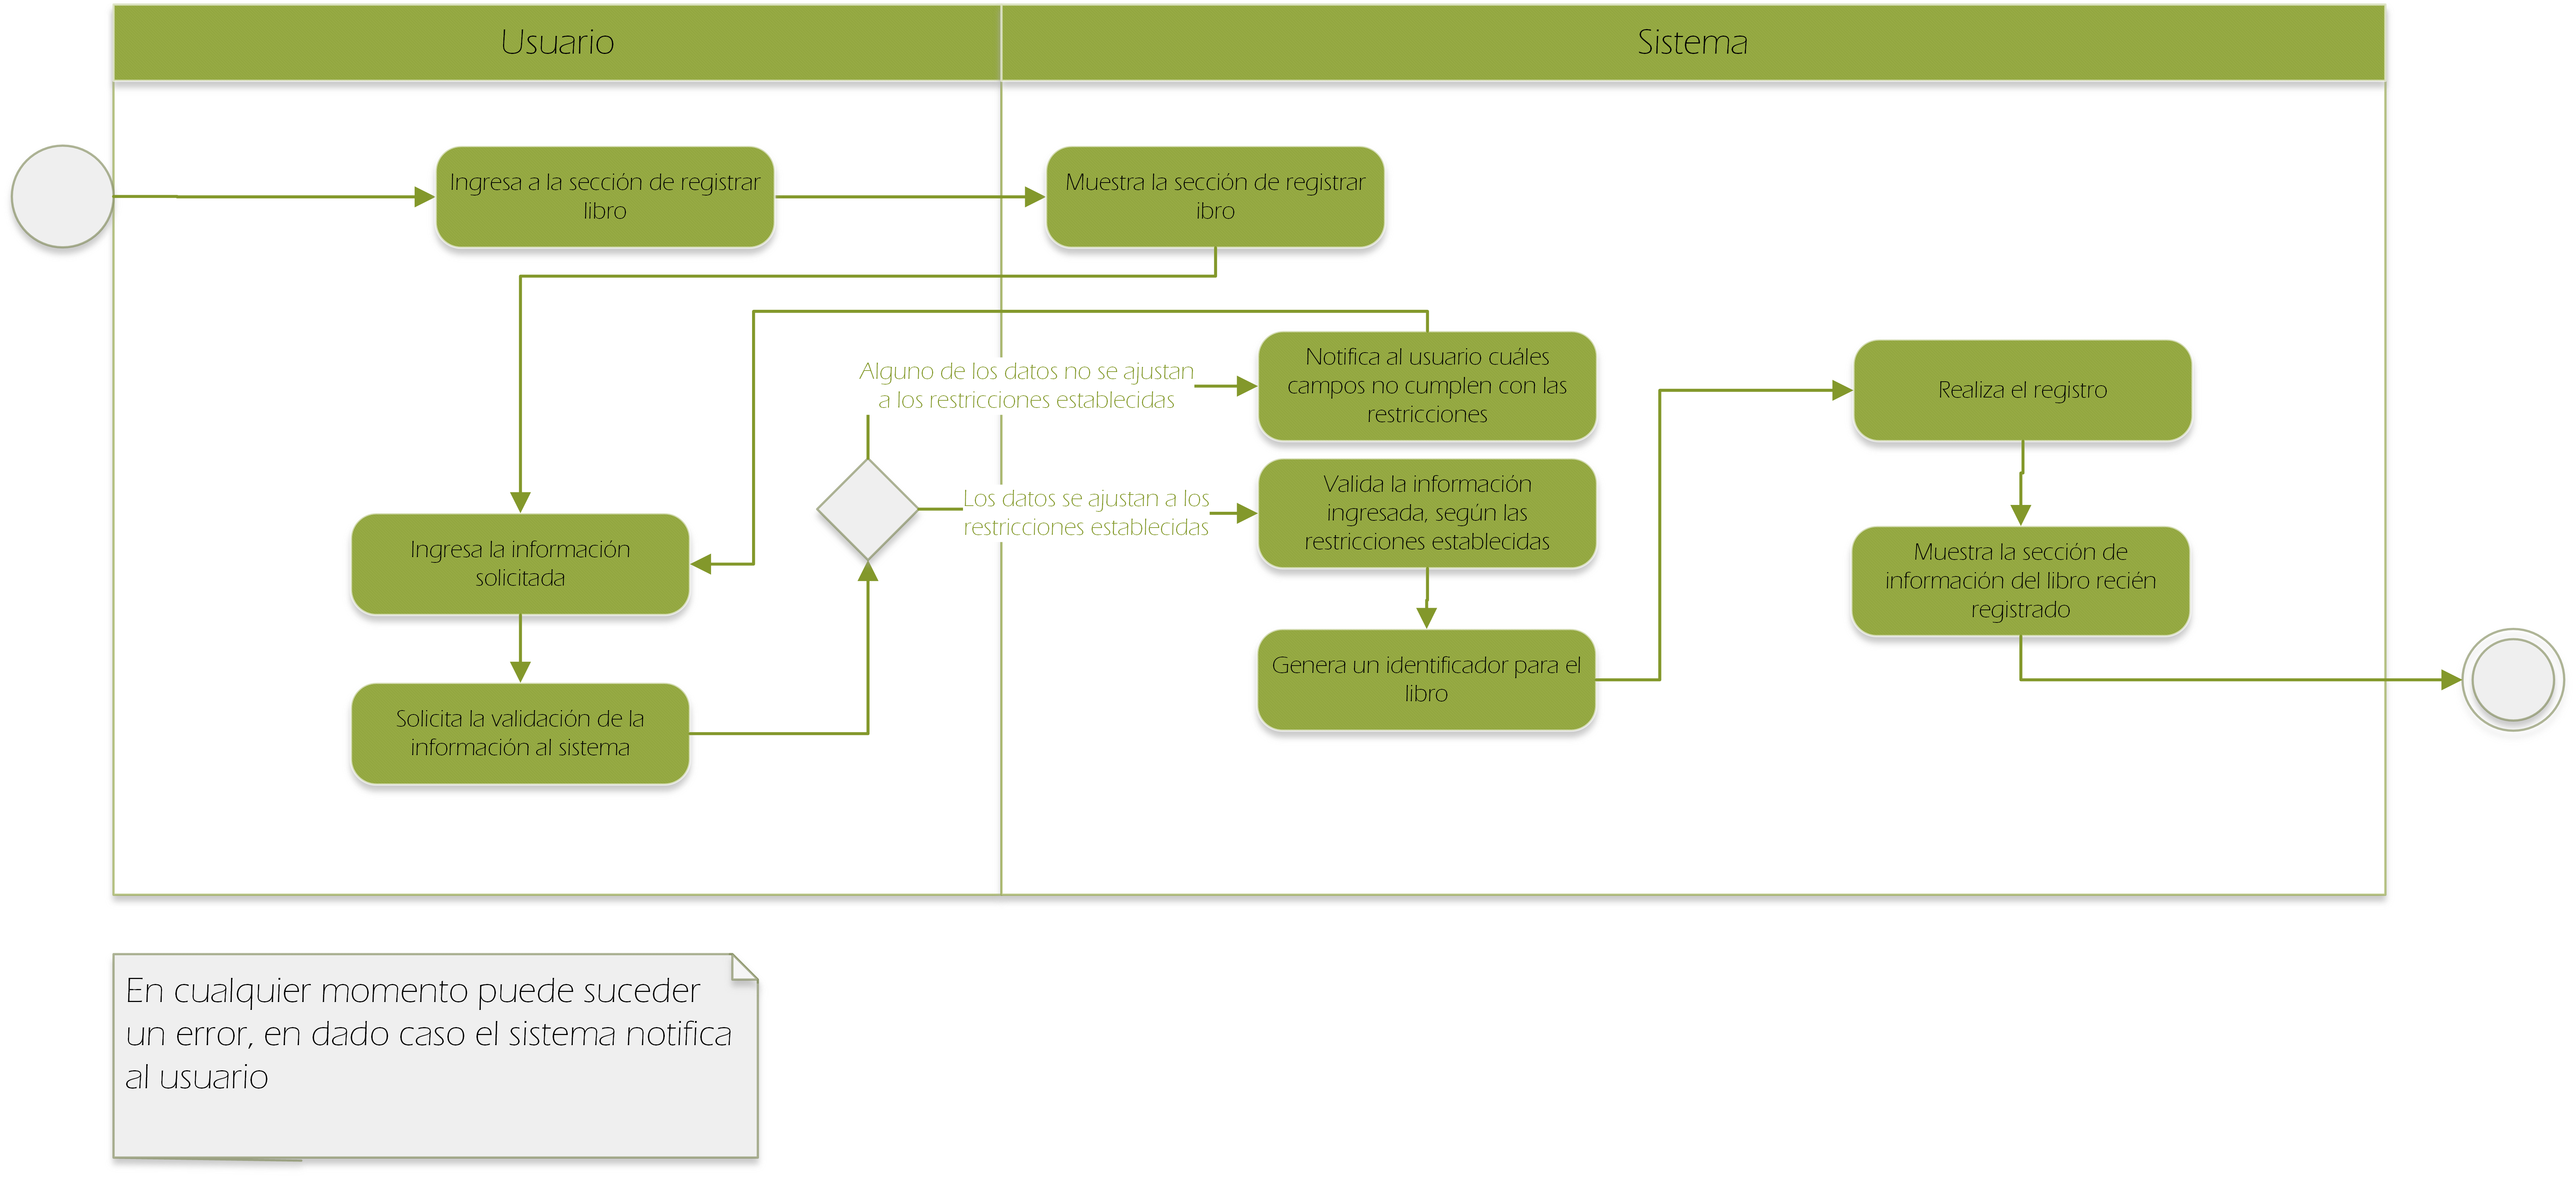 Usuario
Sistema
Ingresa a la sección de registrar
libro
Muestra la sección de registrar
ibro
Alguno de los datos no se ajustan
a los restricciones establecidas
Notifica al usuario cuáles
campos no cumplen con las
restricciones
Realiza el registro
Los datos se ajustan a los
restricciones establecidas
Valida la información
ingresada, según las
restricciones establecidas
Ingresa la información
solicitada
Muestra la sección de
información del libro recién
registrado
Genera un identificador para el
libro
Solicita la validación de la
información al sistema
En cualquier momento puede suceder
un error, en dado caso el sistema notifica
al usuario